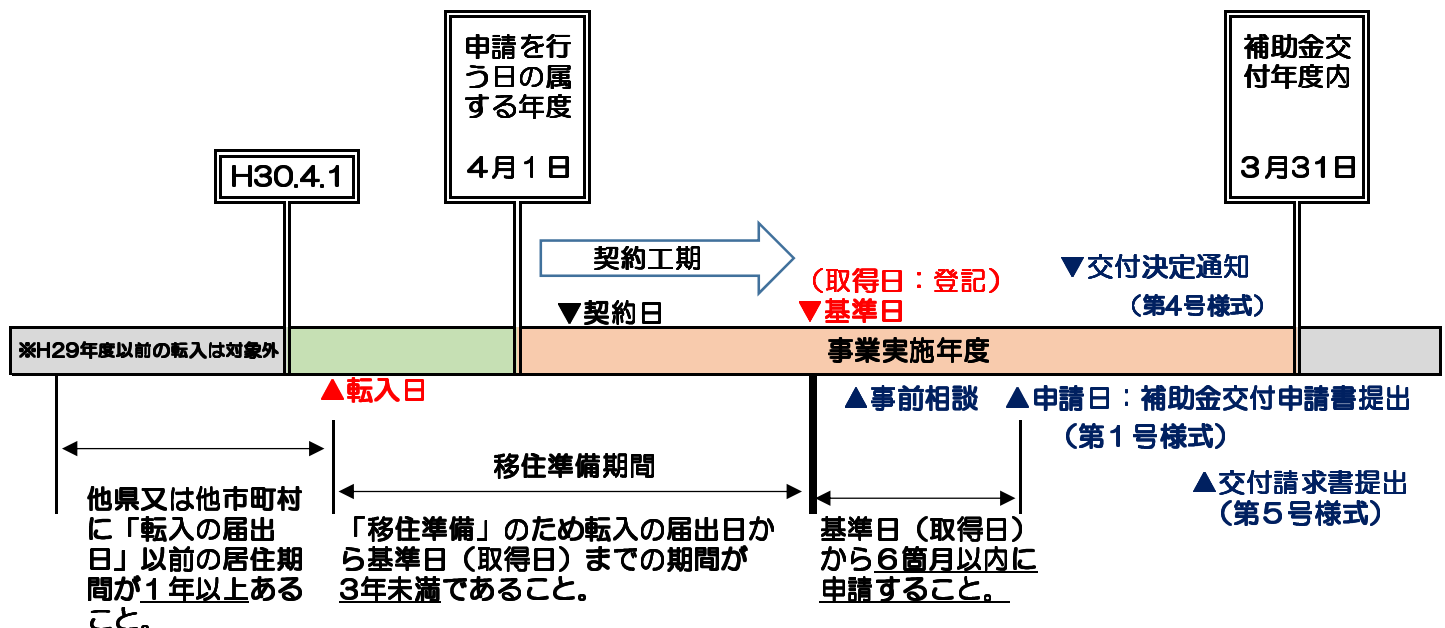 申請を行
う日の属
する年度
４月１日
補助金交
付年度内
３月31日
H30.4.1
契約工期
（取得日：登記）
▼契約日
▼基準日
▼交付決定通知
（第4号様式）
※H29年度以前の転入は対象外
事業実施年度
▲転入日
▲事前相談
▲申請日：補助金交付申請書提出
（第１号様式）
移住準備期間
▲交付請求書提出
（第５号様式）
他県又は他市町村
に「転入の届出
日」以前の居住期
間が１年以上ある
こと。
「移住準備」のため転入の届出日か
ら基準日（取得日）までの期間が
3年未満であること。
基準日（取得日）
から６箇月以内に
申請すること。